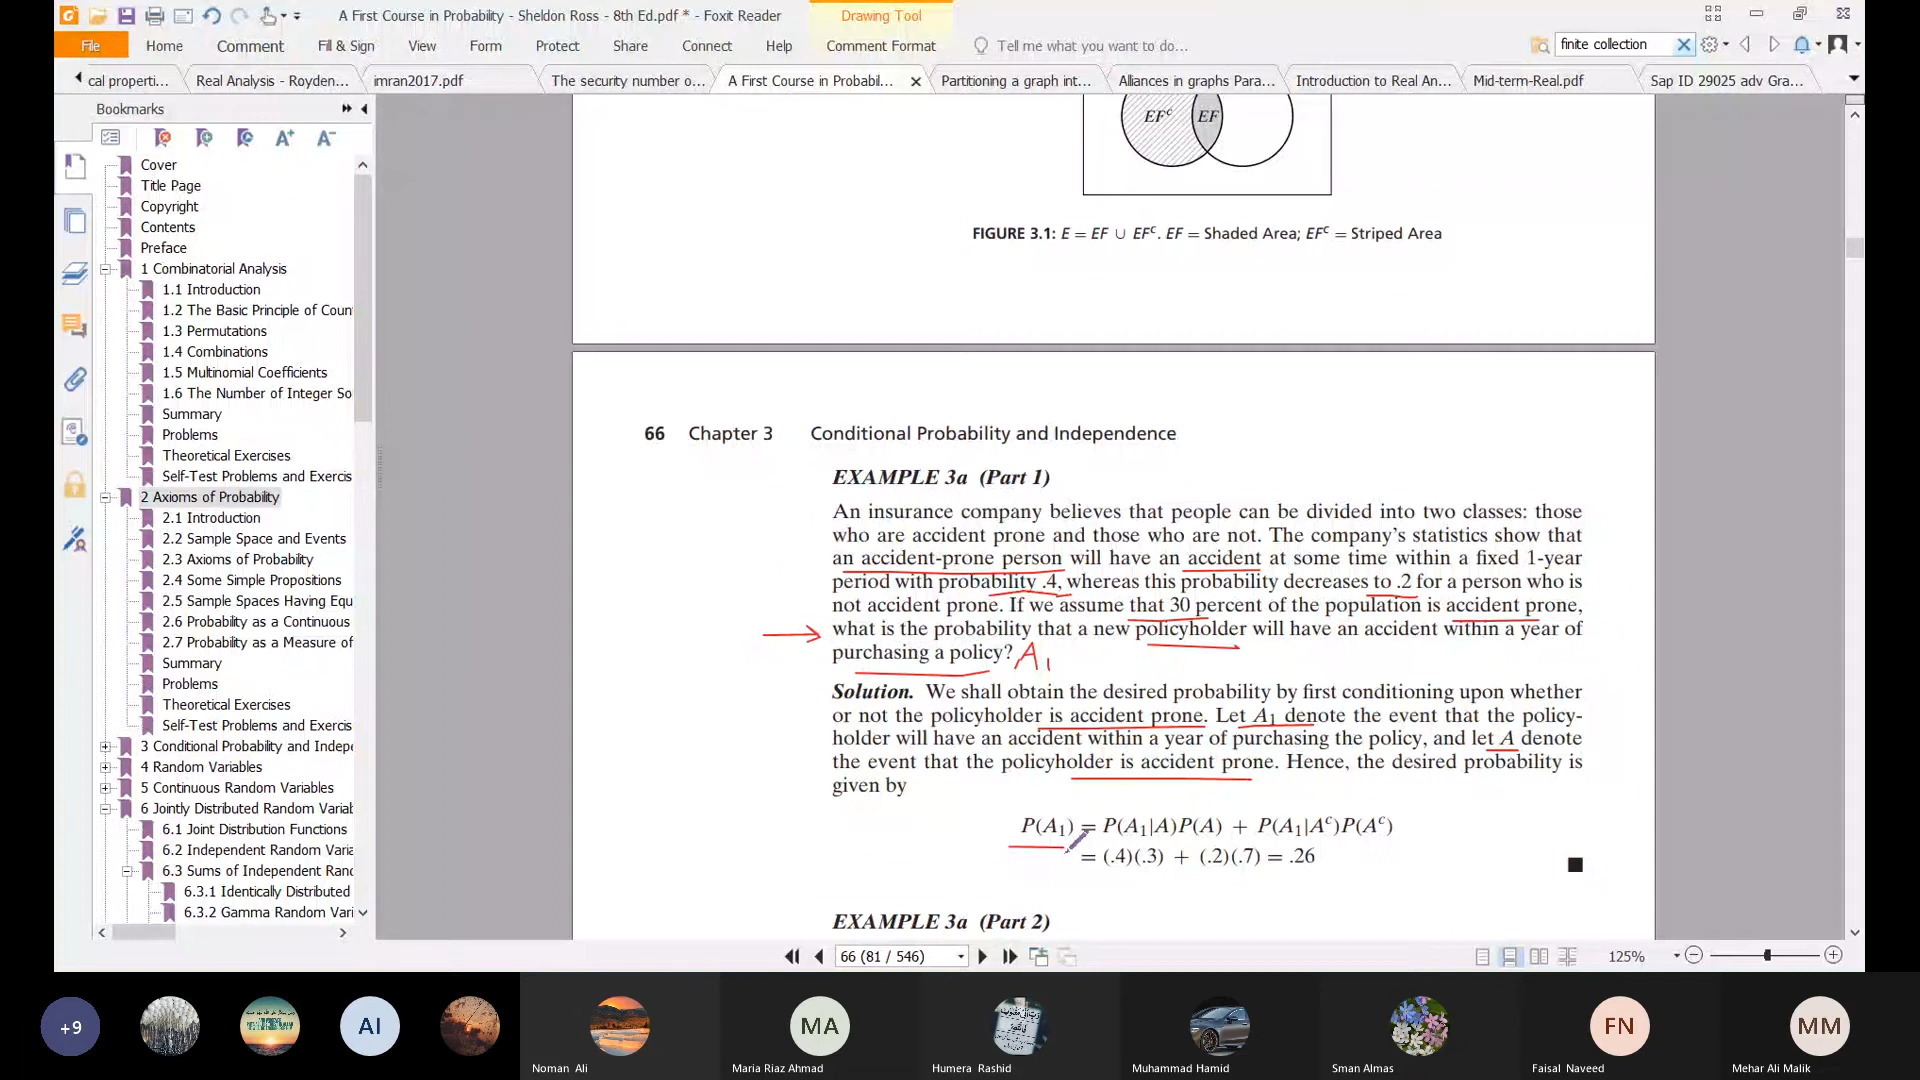 A First Course in Probability - Sheldon Ross - 8th Ed.pdf * - Foxit Reader
Drawing Tool
File Home Comment Fill & Sign View Form Protect Share Connect Help Comment Format Tell me what you want to do... finite collection
cal properti... Real Analysis - Royden... imran2017.pdf The security number o... A First Course in Probabil... Partitioning a graph int... Alliances in graphs Para... Introduction to Real An... Mid-term-Real.pdf Sap ID 29025 adv Gra...
Bookmarks
Cover
Title Page
Copyright
Contents
Preface
1 Combinatorial Analysis
1.1 Introduction
1.2 The Basic Principle of Coun
1.3 Permutations
1.4 Combinations
1.5 Multinomial Coefficients
1.6 The Number of Integer So
Summary
Problems
Theoretical Exercises
Self-Test Problems and Exercis
2 Axioms of Probability
2.1 Introduction
2.2 Sample Space and Events
2.3 Axioms of Probability
2.4 Some Simple Propositions
2.5 Sample Spaces Having Equ
2.6 Probability as a Continuous
2.7 Probability as a Measure of
Summary
Problems
Theoretical Exercises
Self-Test Problems and Exercis
3 Conditional Probability and Indepe
4 Random Variables
5 Continuous Random Variables
6 Jointly Distributed Random Variab
6.1 Joint Distribution Functions
6.2 Independent Random Varia
6.3 Sums of Independent Rand
6.3.1 Identically Distributed
6.3.2 Gamma Random Vari
EFᶜ EF
FIGURE 3.1: E = EF ∪ EFᶜ. EF = Shaded Area; EFᶜ = Striped Area
66 Chapter 3 Conditional Probability and Independence
EXAMPLE 3a (Part 1)
An insurance company believes that people can be divided into two classes: those
who are accident prone and those who are not. The company's statistics show that
an accident-prone person will have an accident at some time within a fixed 1-year
period with probability .4, whereas this probability decreases to .2 for a person who is
not accident prone. If we assume that 30 percent of the population is accident prone,
what is the probability that a new policyholder will have an accident within a year of
purchasing a policy? A₁
Solution. We shall obtain the desired probability by first conditioning upon whether
or not the policyholder is accident prone. Let A₁ denote the event that the policy-
holder will have an accident within a year of purchasing the policy, and let A denote
the event that the policyholder is accident prone. Hence, the desired probability is
given by
P(A₁) = P(A₁|A)P(A) + P(A₁|Aᶜ)P(Aᶜ)
= (.4)(.3) + (.2)(.7) = .26
EXAMPLE 3a (Part 2)
66 (81 / 546) 125%
+9 AI MA FN MM
Noman Ali Maria Riaz Ahmad Humera Rashid Muhammad Hamid Sman Almas Faisal Naveed Mehar Ali Malik